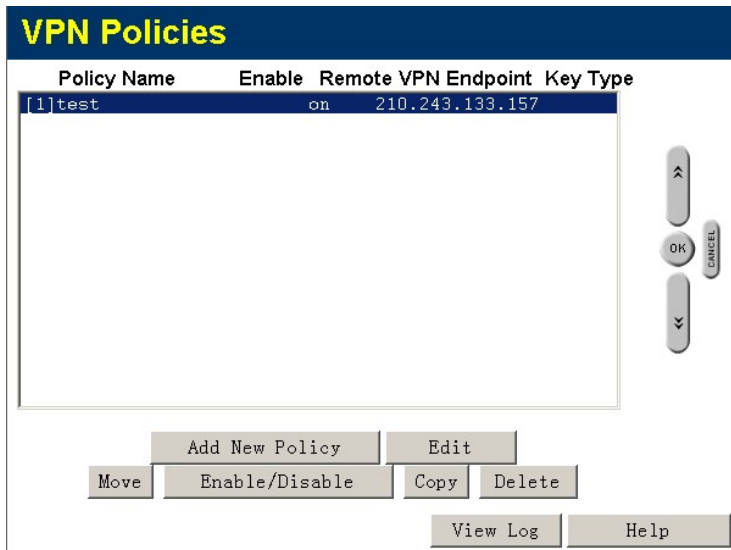 VPN Policies
Policy Name Enable Remote VPN Endpoint Key Type
[1]test on 210.243.133.157
OK
CANCEL
Add New Policy Edit
Move Enable/Disable Copy Delete
View Log Help